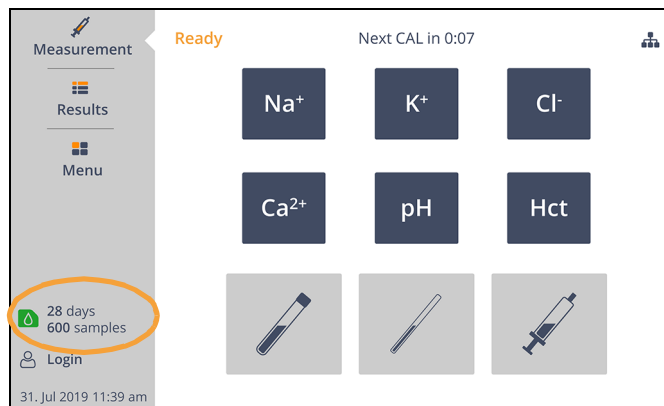 Measurement
Results
Menu
28 days
600 samples
Login
31. Jul 2019 11:39 am
Ready
Next CAL in 0:07
Na⁺
K⁺
Cl⁻
Ca²⁺
pH
Hct